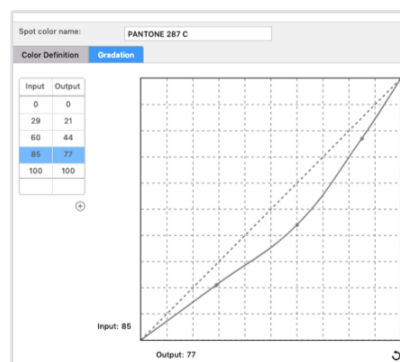 Spot color name: PANTONE 287 C
Color Definition Gradation
Input Output
0 0
29 21
60 44
85 77
100 100
Input: 85
Output: 77